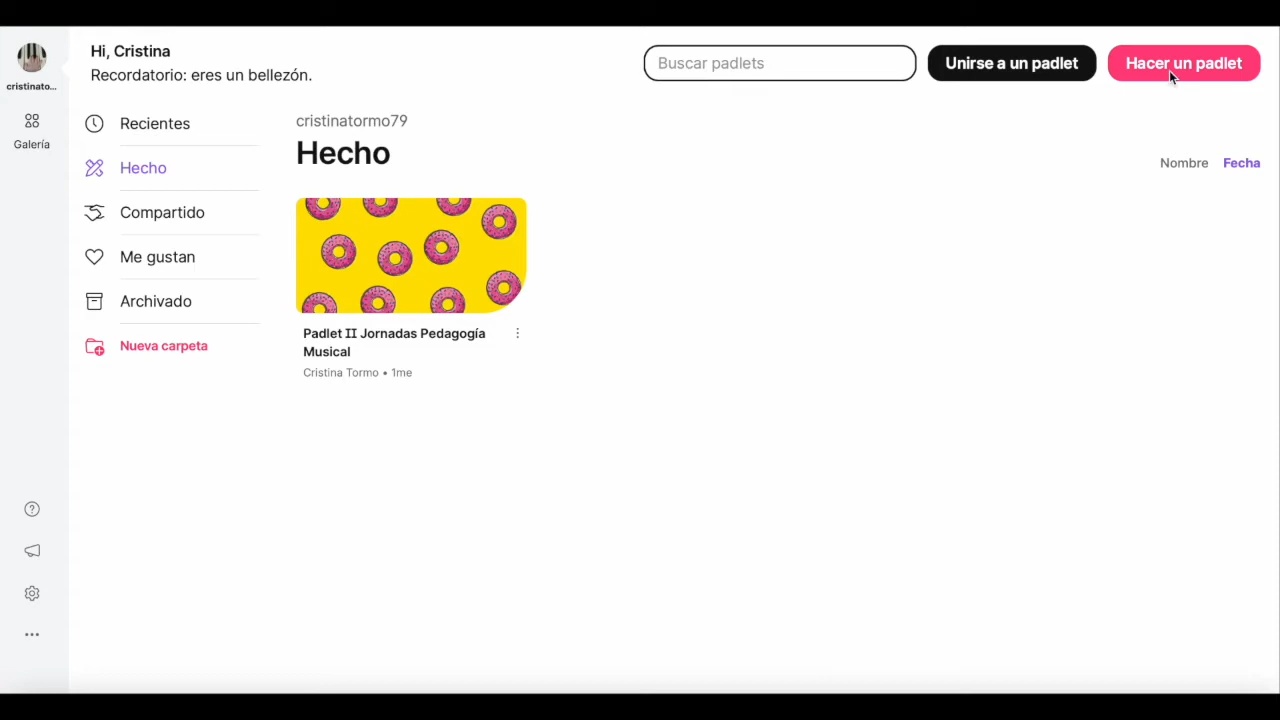 Hi, Cristina
Recordatorio: eres un bellezón.
Buscar padlets
Unirse a un padlet
Hacer un padlet
cristinato...
Galería
Recientes
Hecho
Compartido
Me gustan
Archivado
Nueva carpeta
cristinatormo79
Hecho
Nombre
Fecha
Padlet II Jornadas Pedagogía
Musical
Cristina Tormo • 1me